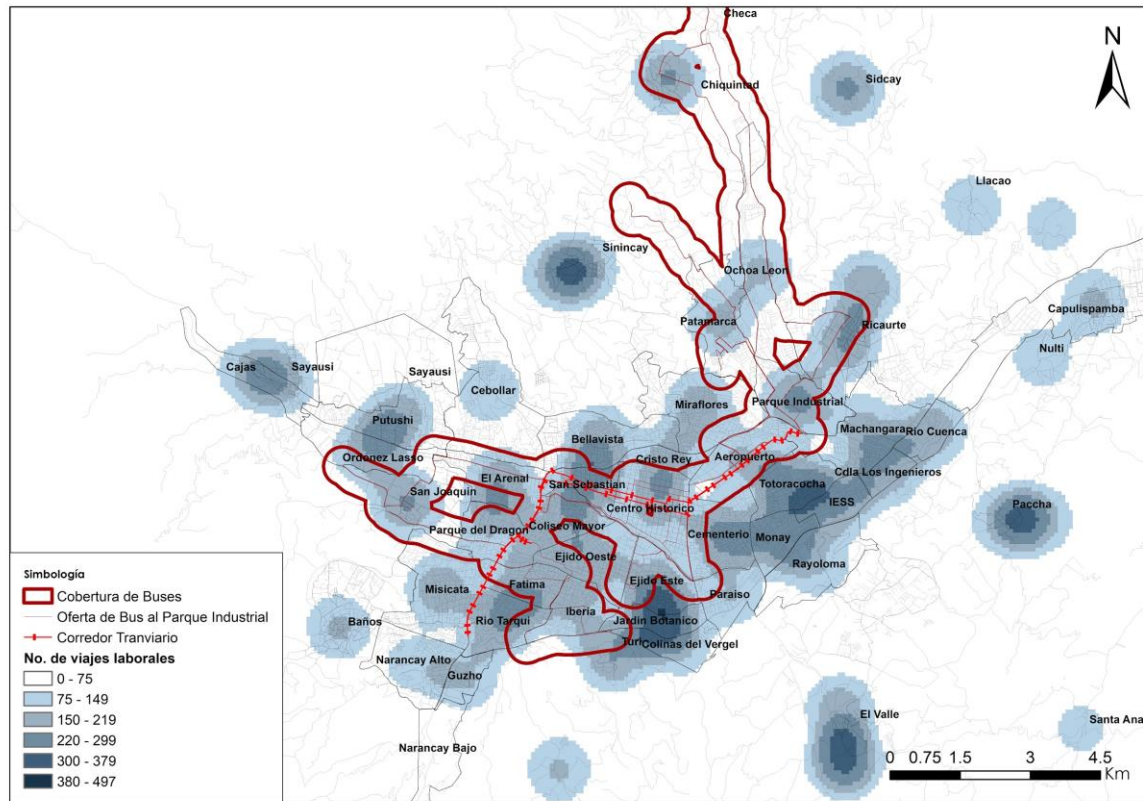 Checa
N
Chiquintad
Sidcay
Llacao
Sinincay
Ochoa Leon
Capulispamba
Patamarca
Ricaurte
Nulti
Cajas
Sayausi
Sayausi
Cebollar
Miraflores
Parque Industrial
Putushi
Machangara
Rio Cuenca
Bellavista
Cristo Rey
Aeropuerto
Ordonez Lasso
Cdla Los Ingenieros
El Arenal
San Sebastian
Totoracocha
San Joaquin
IESS
Centro Historico
Paccha
Parque del Dragon
Coliseo Mayor
Cementerio
Monay
Ejido Oeste
Rayoloma
Misicata
Fatima
Ejido Este
Paraiso
Iberia
Baños
Rio Tarqui
Jardin Botanico
Turi
Colinas del Vergel
Narancay Alto
Guzho
El Valle
Santa Ana
Narancay Bajo
Simbología
Cobertura de Buses
Oferta de Bus al Parque Industrial
Corredor Tranviario
No. de viajes laborales
0 - 75
75 - 149
150 - 219
220 - 299
300 - 379
380 - 497
0 0.75 1.5 3 4.5
Km